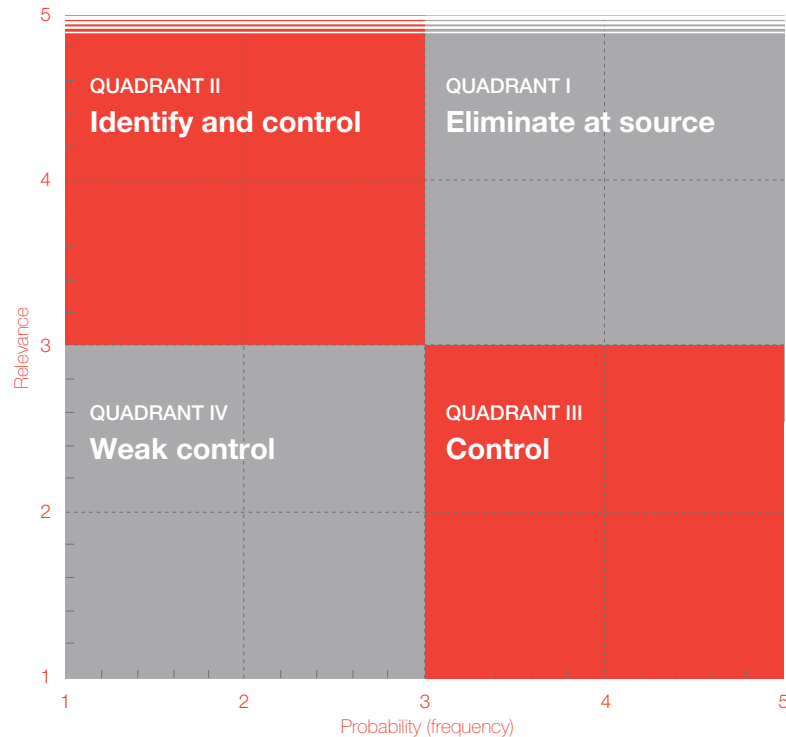 5
QUADRANT II
Identify and control
QUADRANT I
Eliminate at source
4
Relevance
3
QUADRANT IV
Weak control
QUADRANT III
Control
2
1
1 2 3 4 5
Probability (frequency)